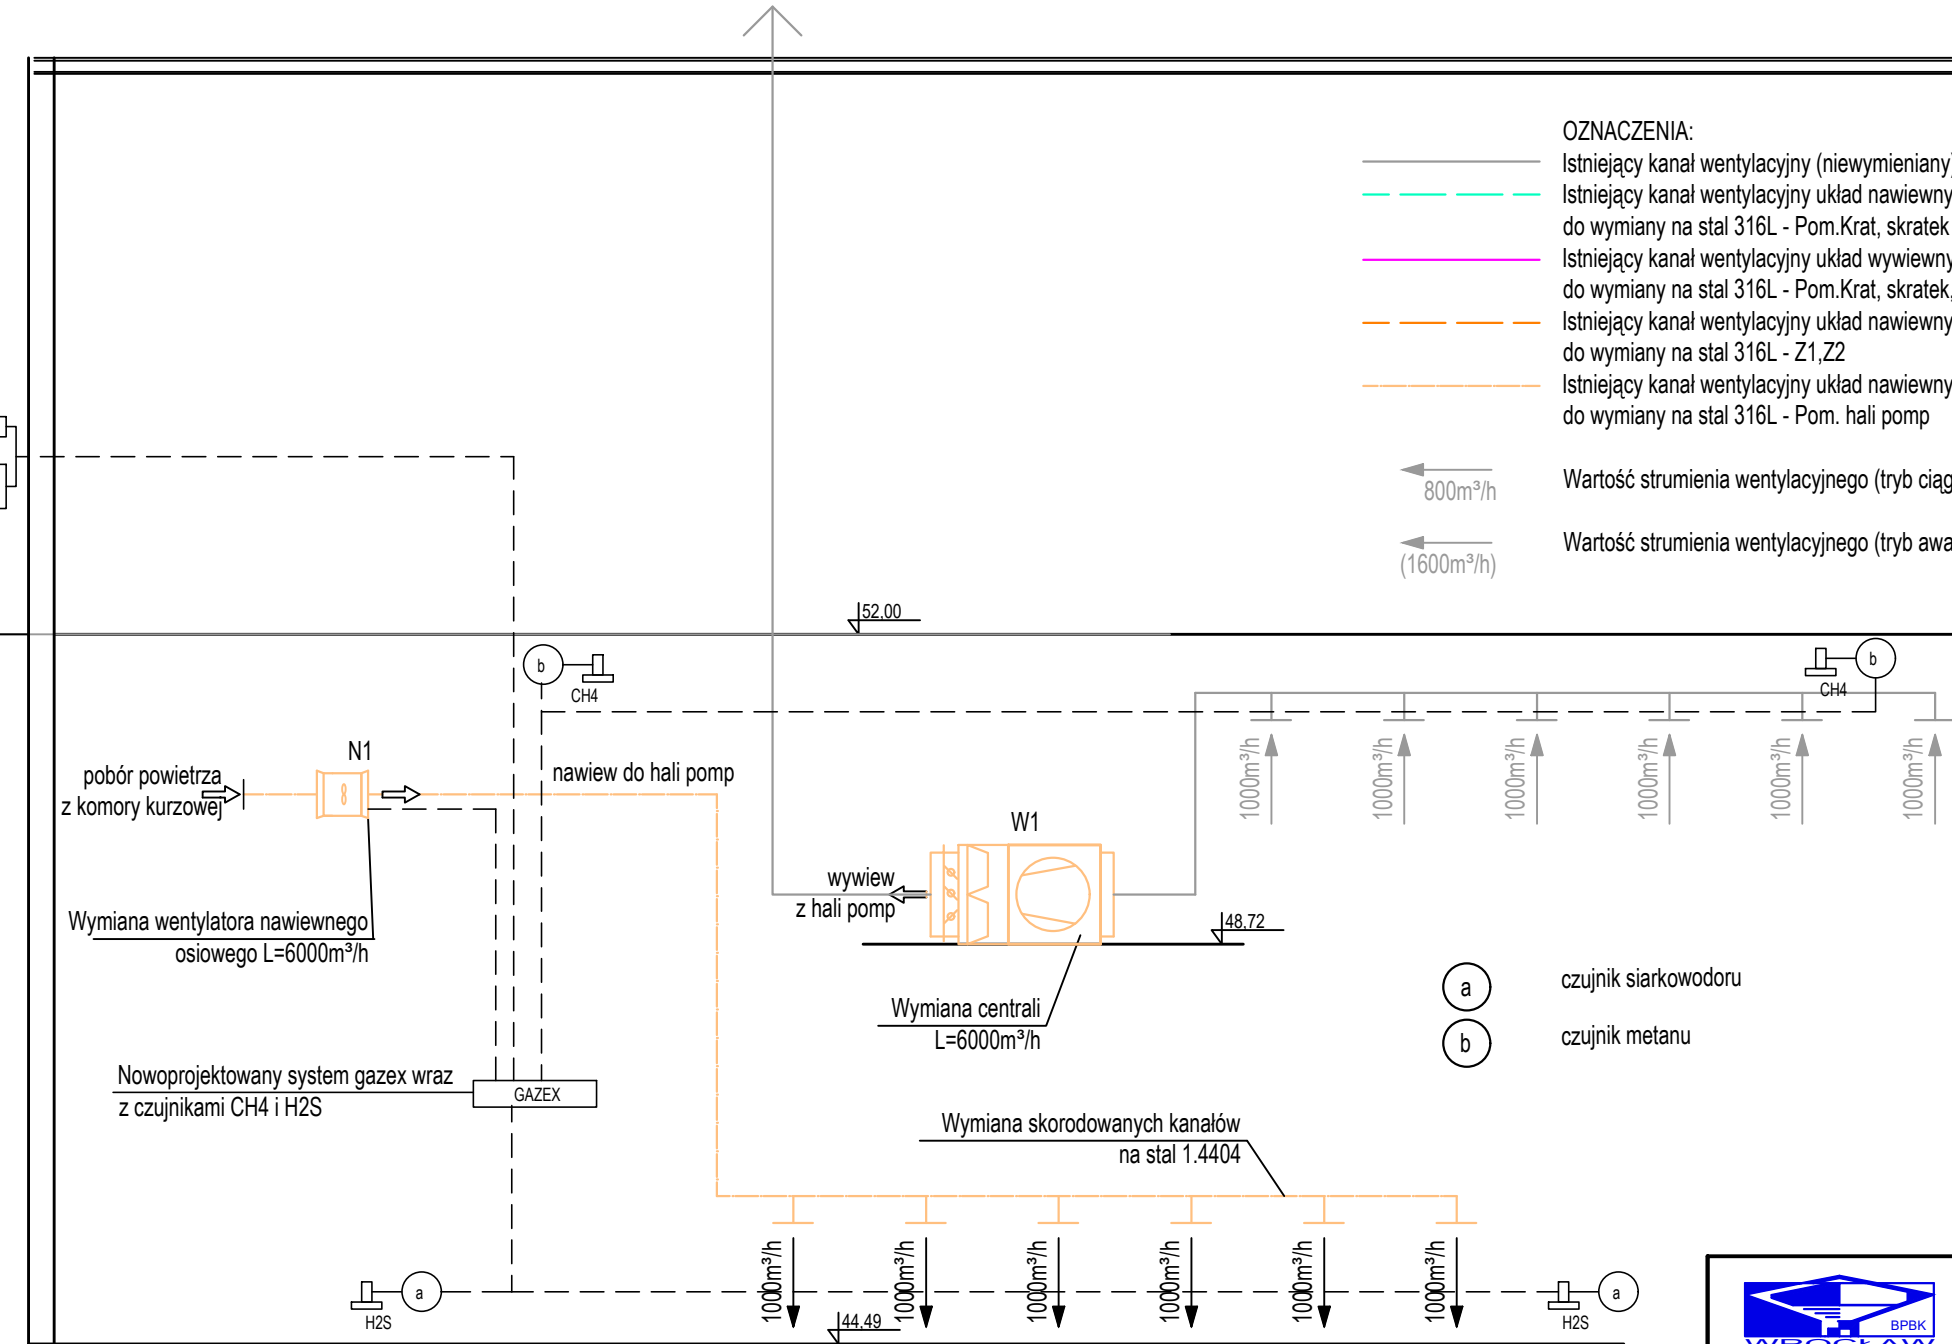 OZNACZENIA:
Istniejący kanał wentylacyjny (niewymieniany)
Istniejący kanał wentylacyjny układ nawiewny
do wymiany na stal 316L - Pom.Krat, skratek
Istniejący kanał wentylacyjny układ wywiewny
do wymiany na stal 316L - Pom.Krat, skratek,
Istniejący kanał wentylacyjny układ nawiewny
do wymiany na stal 316L - Z1,Z2
Istniejący kanał wentylacyjny układ nawiewny
do wymiany na stal 316L - Pom. hali pomp
800m³/h
Wartość strumienia wentylacyjnego (tryb ciąg
(1600m³/h)
Wartość strumienia wentylacyjnego (tryb awa
52,00
b
CH4
b
CH4
N1
pobór powietrza
z komory kurzowej
nawiew do hali pomp
1000m³/h
1000m³/h
1000m³/h
1000m³/h
1000m³/h
1000m³/h
W1
wywiew
z hali pomp
48,72
Wymiana wentylatora nawiewnego
osiowego L=6000m³/h
Wymiana centrali
L=6000m³/h
a
czujnik siarkowodoru
b
czujnik metanu
Nowoprojektowany system gazex wraz
z czujnikami CH4 i H2S
GAZEX
Wymiana skorodowanych kanałów
na stal 1.4404
1000m³/h
1000m³/h
1000m³/h
1000m³/h
1000m³/h
1000m³/h
a
H2S
a
H2S
44,49
BPBK
WROCŁAW